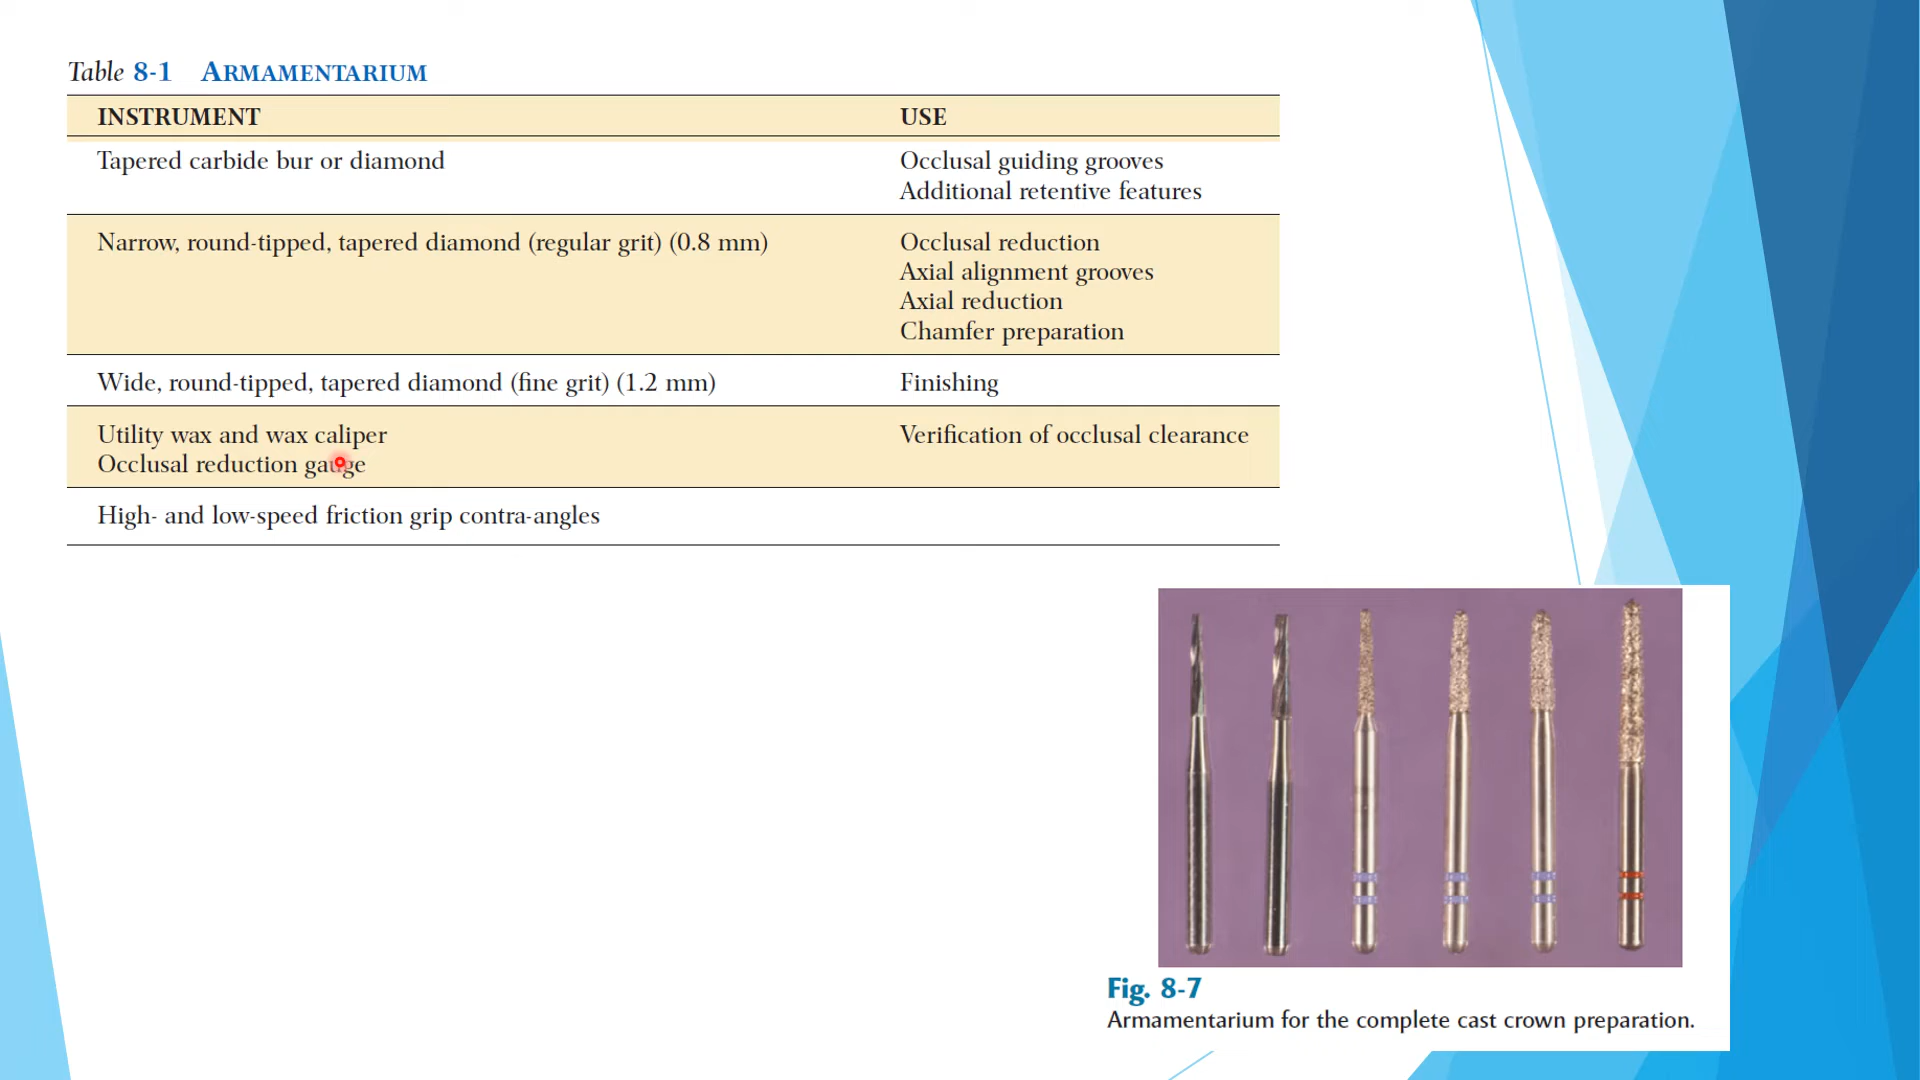 Table 8-1 ARMAMENTARIUM
INSTRUMENT USE
Tapered carbide bur or diamond Occlusal guiding grooves
Additional retentive features
Narrow, round-tipped, tapered diamond (regular grit) (0.8 mm) Occlusal reduction
Axial alignment grooves
Axial reduction
Chamfer preparation
Wide, round-tipped, tapered diamond (fine grit) (1.2 mm) Finishing
Utility wax and wax caliper Verification of occlusal clearance
Occlusal reduction gauge
High- and low-speed friction grip contra-angles
Fig. 8-7
Armamentarium for the complete cast crown preparation.